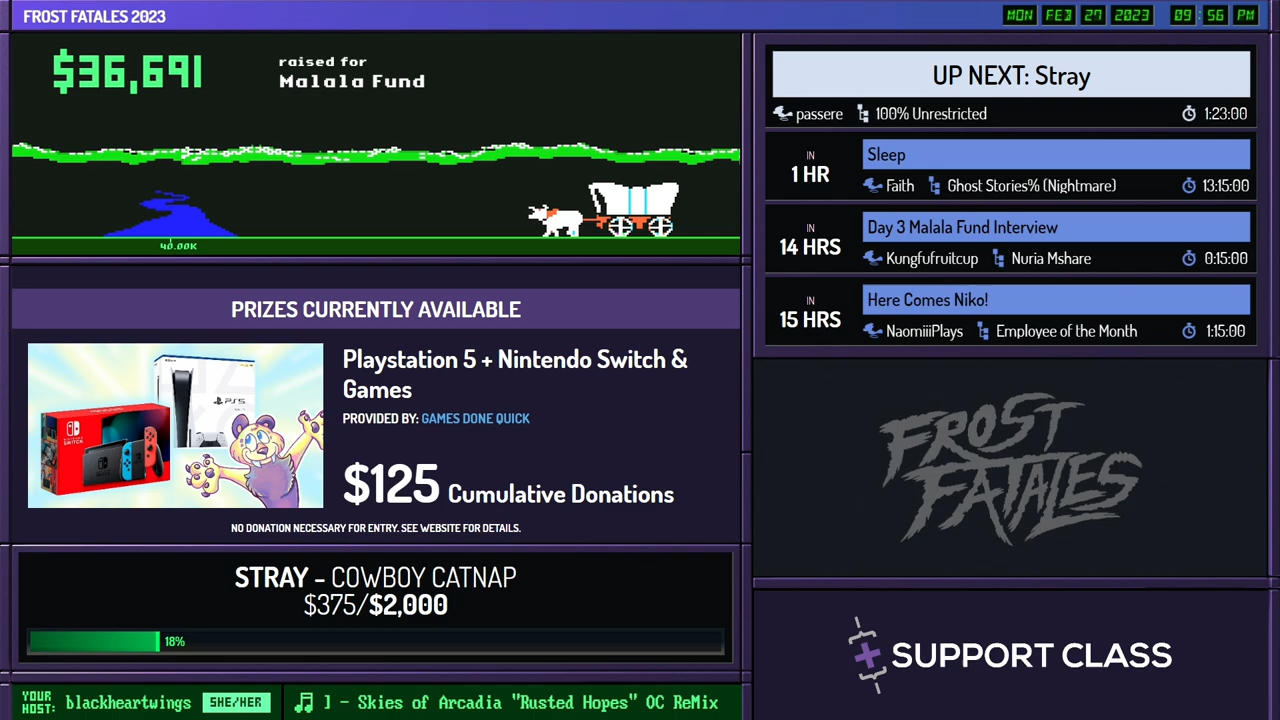 FROST FATALES 2023
MON FEB 27 2023 09:56 PM
$36,691
raised for
Malala Fund
40.00K
PRIZES CURRENTLY AVAILABLE
Playstation 5 + Nintendo Switch &
Games
PROVIDED BY: GAMES DONE QUICK
$125 Cumulative Donations
NO DONATION NECESSARY FOR ENTRY. SEE WEBSITE FOR DETAILS.
PS5
NINTENDO
SWITCH
STRAY - COWBOY CATNAP
$375/$2,000
18%
YOUR
HOST: blackheartwings SHE/HER
] - Skies of Arcadia "Rusted Hopes" OC ReMix
UP NEXT: Stray
passere 100% Unrestricted 1:23:00
IN
1 HR
Sleep
Faith Ghost Stories% (Nightmare) 13:15:00
IN
14 HRS
Day 3 Malala Fund Interview
Kungfufruitcup Nuria Mshare 0:15:00
IN
15 HRS
Here Comes Niko!
NaomiiiPlays Employee of the Month 1:15:00
FROST
FATALES
SUPPORT CLASS